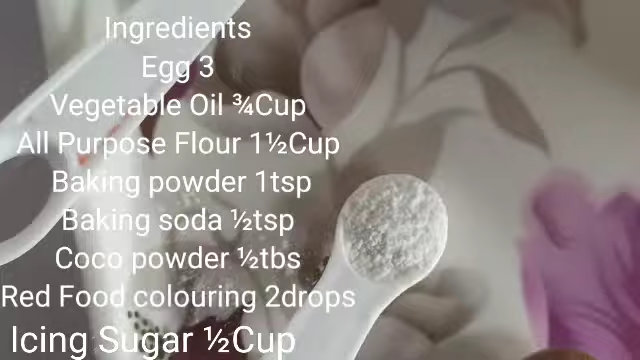 Ingredients
Egg 3
Vegetable Oil ¾Cup
All Purpose Flour 1½Cup
Baking powder 1tsp
Baking soda ½tsp
Coco powder ½tbs
Red Food colouring 2drops
Icing Sugar ½Cup